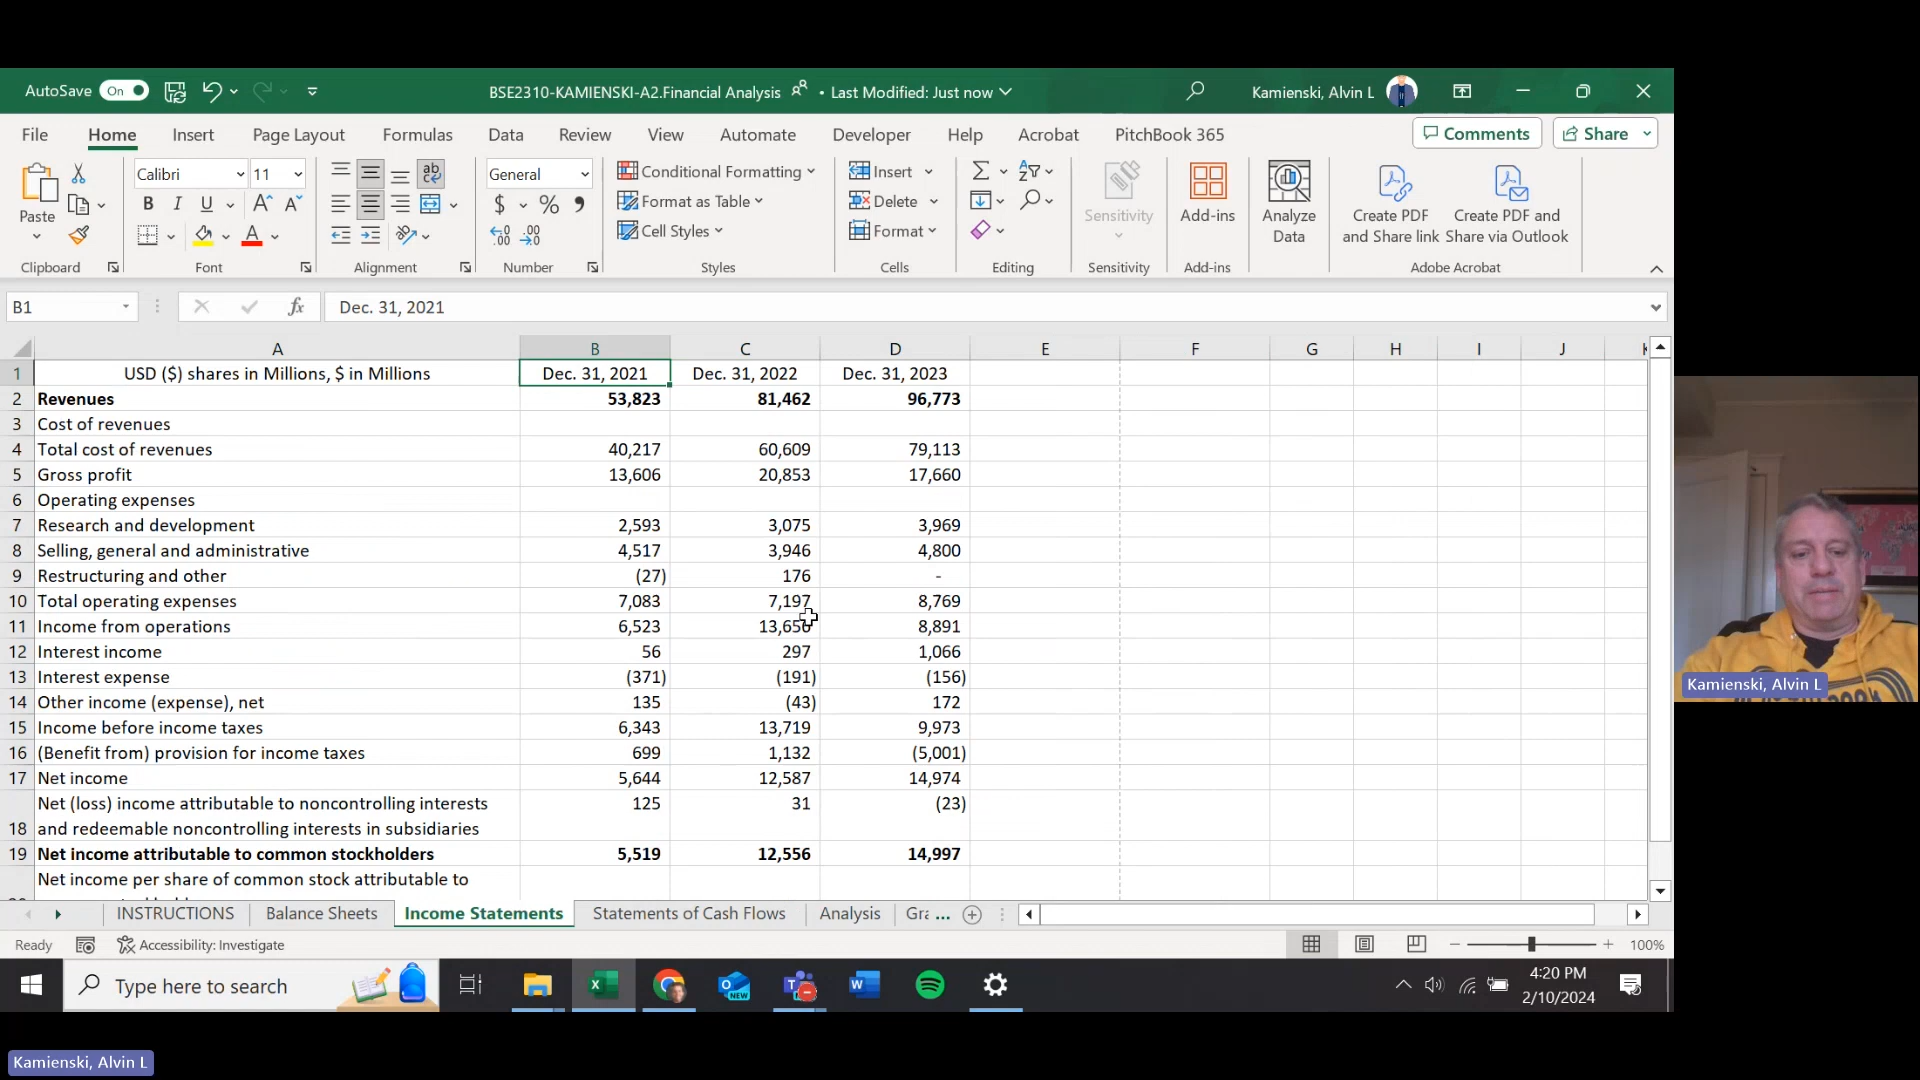 AutoSave On BSE2310-KAMIENSKI-A2.Financial Analysis • Last Modified: Just now Kamienski, Alvin L
File Home Insert Page Layout Formulas Data Review View Automate Developer Help Acrobat PitchBook 365 Comments Share
Paste
Calibri 11
B I U A A
A
ab
General
$ % 9
Conditional Formatting
Format as Table
Cell Styles
Insert
Delete
Format
Sensitivity
Add-ins
Analyze Data
Create PDF and Share link
Create PDF and Share via Outlook
Clipboard Font Alignment Number Styles Cells Editing Sensitivity Add-ins Adobe Acrobat
B1 fx Dec. 31, 2021
A B C D E F G H I J
1 USD ($) shares in Millions, $ in Millions Dec. 31, 2021 Dec. 31, 2022 Dec. 31, 2023
2 Revenues 53,823 81,462 96,773
3 Cost of revenues
4 Total cost of revenues 40,217 60,609 79,113
5 Gross profit 13,606 20,853 17,660
6 Operating expenses
7 Research and development 2,593 3,075 3,969
8 Selling, general and administrative 4,517 3,946 4,800
9 Restructuring and other (27) 176 -
10 Total operating expenses 7,083 7,197 8,769
11 Income from operations 6,523 13,656 8,891
12 Interest income 56 297 1,066
13 Interest expense (371) (191) (156)
14 Other income (expense), net 135 (43) 172
15 Income before income taxes 6,343 13,719 9,973
16 (Benefit from) provision for income taxes 699 1,132 (5,001)
17 Net income 5,644 12,587 14,974
Net (loss) income attributable to noncontrolling interests 125 31 (23)
18 and redeemable noncontrolling interests in subsidiaries
19 Net income attributable to common stockholders 5,519 12,556 14,997
Net income per share of common stock attributable to
INSTRUCTIONS Balance Sheets Income Statements Statements of Cash Flows Analysis Gra ...
Ready Accessibility: Investigate 100%
Type here to search
NEW
4:20 PM
2/10/2024
Kamienski, Alvin L
Kamienski, Alvin L